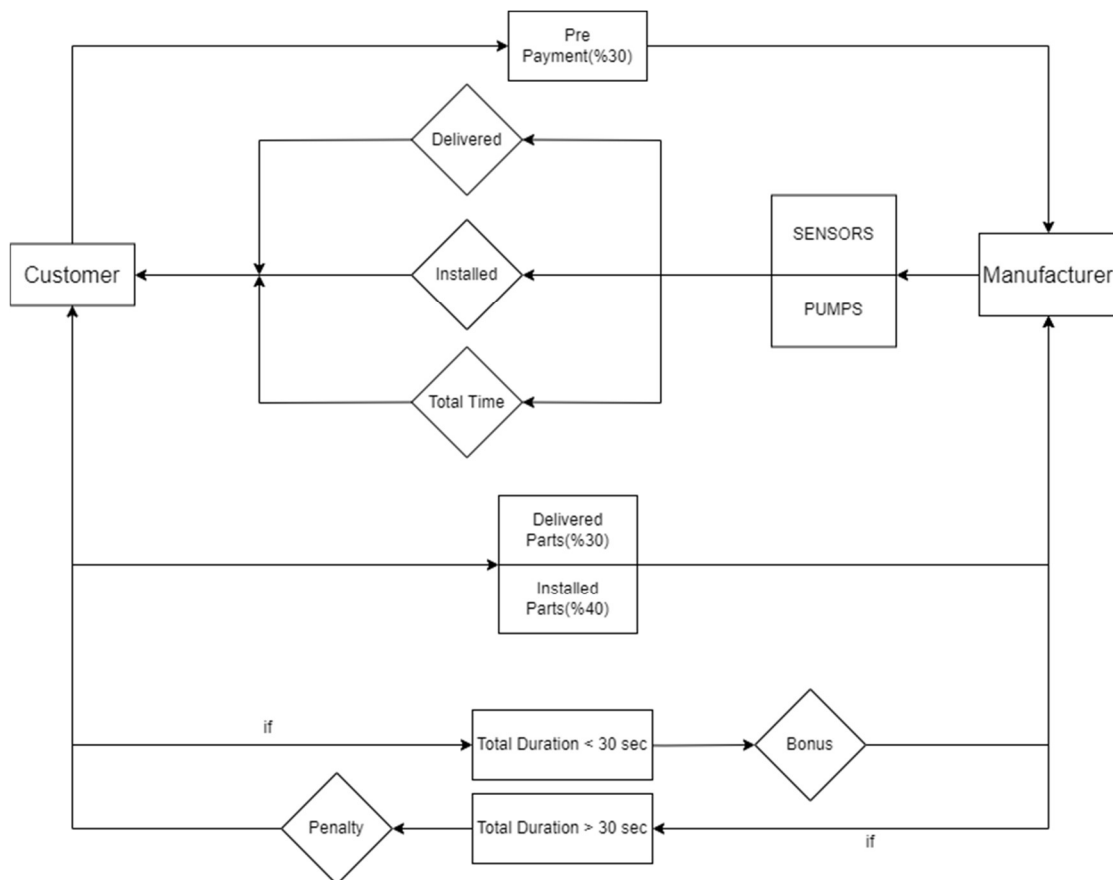 Pre
Payment(%30)
Delivered
SENSORS
Customer
Installed
Manufacturer
PUMPS
Total Time
Delivered
Parts(%30)
Installed
Parts(%40)
if
Total Duration < 30 sec
Bonus
Penalty
Total Duration > 30 sec
if